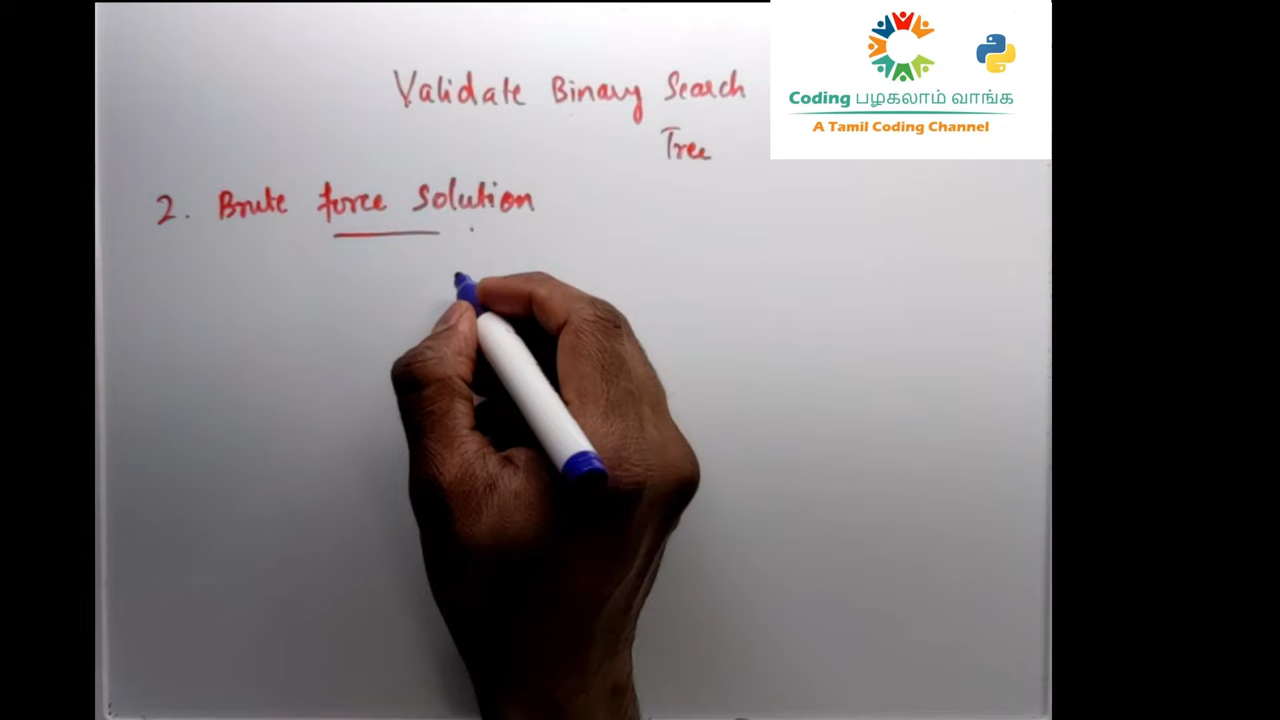 Validate Binary Search
Tree
Coding பழகலாம் வாங்க
A Tamil Coding Channel
2. Brute force Solution